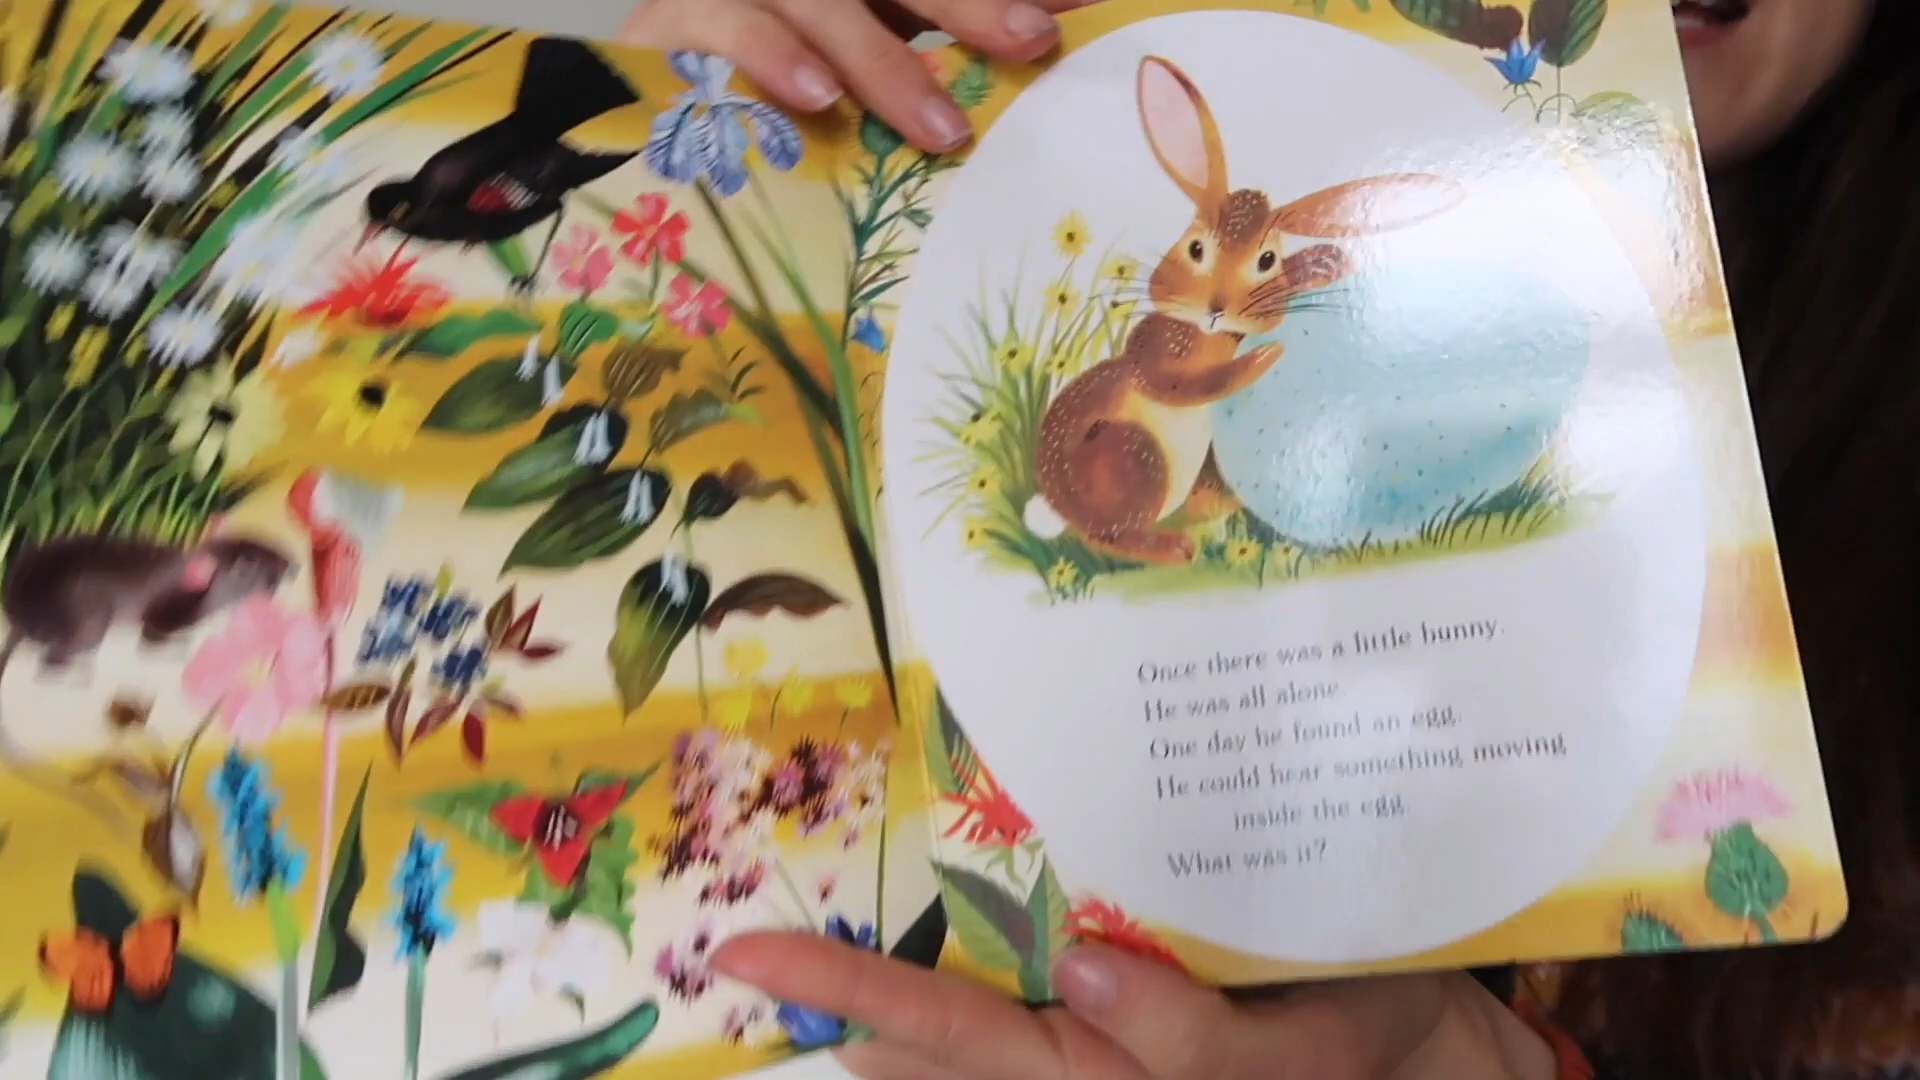 Once there was a little bunny.
He was all alone.
One day he found an egg.
He could hear something moving
inside the egg.
What was it?